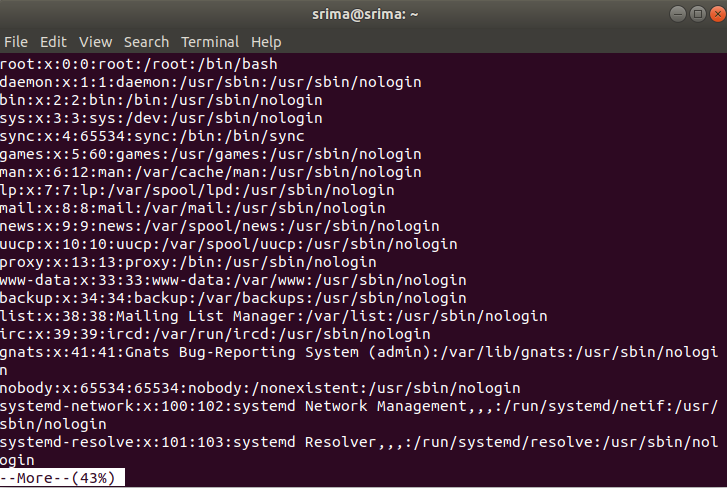 srima@srima: ~
File Edit View Search Terminal Help
root:x:0:0:root:/root:/bin/bash
daemon:x:1:1:daemon:/usr/sbin:/usr/sbin/nologin
bin:x:2:2:bin:/bin:/usr/sbin/nologin
sys:x:3:3:sys:/dev:/usr/sbin/nologin
sync:x:4:65534:sync:/bin:/bin/sync
games:x:5:60:games:/usr/games:/usr/sbin/nologin
man:x:6:12:man:/var/cache/man:/usr/sbin/nologin
lp:x:7:7:lp:/var/spool/lpd:/usr/sbin/nologin
mail:x:8:8:mail:/var/mail:/usr/sbin/nologin
news:x:9:9:news:/var/spool/news:/usr/sbin/nologin
uucp:x:10:10:uucp:/var/spool/uucp:/usr/sbin/nologin
proxy:x:13:13:proxy:/bin:/usr/sbin/nologin
www-data:x:33:33:www-data:/var/www:/usr/sbin/nologin
backup:x:34:34:backup:/var/backups:/usr/sbin/nologin
list:x:38:38:Mailing List Manager:/var/list:/usr/sbin/nologin
irc:x:39:39:ircd:/var/run/ircd:/usr/sbin/nologin
gnats:x:41:41:Gnats Bug-Reporting System (admin):/var/lib/gnats:/usr/sbin/nologi
n
nobody:x:65534:65534:nobody:/nonexistent:/usr/sbin/nologin
systemd-network:x:100:102:systemd Network Management,,,:/run/systemd/netif:/usr/
sbin/nologin
systemd-resolve:x:101:103:systemd Resolver,,,:/run/systemd/resolve:/usr/sbin/nol
ogin
--More--(43%)